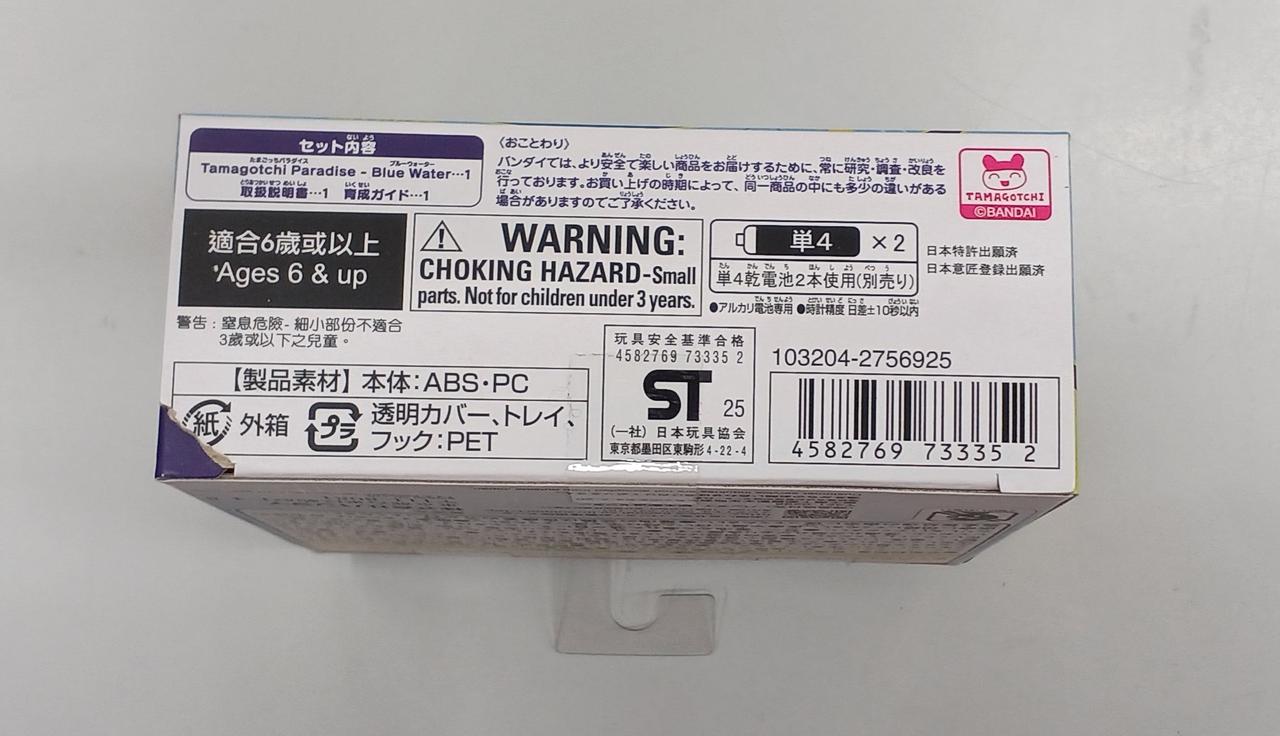 セット内容
Tamagotchi Paradise - Blue Water…1
取扱説明書…1 育成ガイド…1
〈おことわり〉
バンダイでは、より安全で楽しい商品をお届けするために、常に研究・調査・改良を
行っております。お買い上げの時期によって、同一商品の中にも多少の違いがある
場合がありますのでご了承ください。
TAMAGOTCHI
©BANDAI
適合6歲或以上
*Ages 6 & up
WARNING:
CHOKING HAZARD-Small
parts. Not for children under 3 years.
単4 ×2
単4乾電池2本使用(別売り)
●アルカリ電池専用 ●時計精度 日差±10秒以内
日本特許出願済
日本意匠登録出願済
警告：窒息危險- 細小部份不適合
3歲或以下之兒童。
【製品素材】本体：ABS・PC
紙 外箱 プラ 透明カバー、トレイ、
フック：PET
玩具安全基準合格
4582769 73335 2
ST 25
(一社) 日本玩具協会
東京都墨田区東駒形4-22-4
103204-2756925
4582769 73335 2